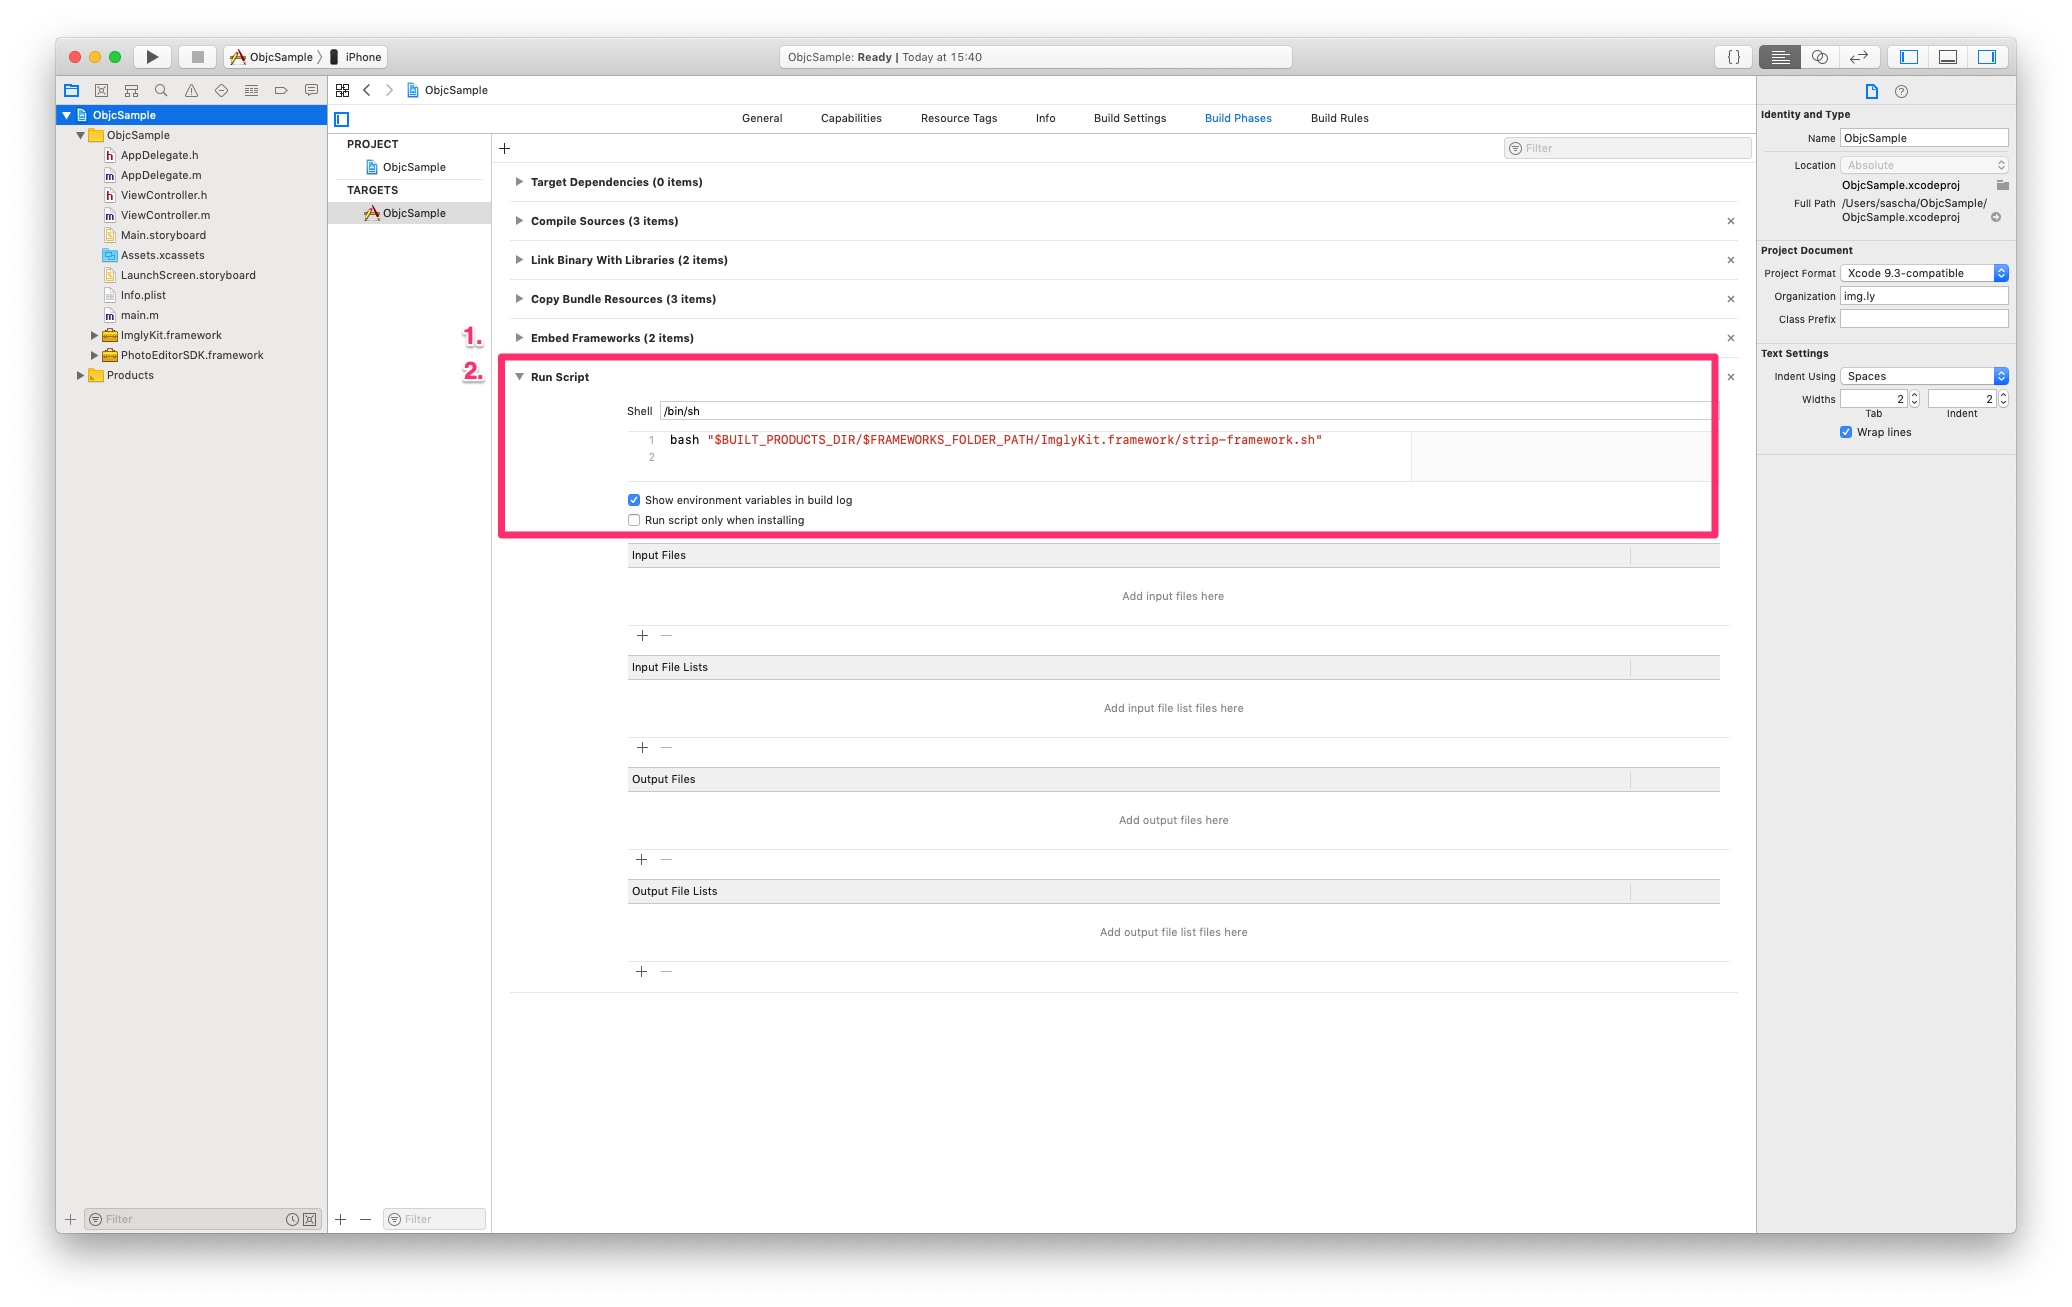 ObjcSample 〉 iPhone
ObjcSample: Ready | Today at 15:40
{ }
ObjcSample
ObjcSample
AppDelegate.h
AppDelegate.m
ViewController.h
ViewController.m
Main.storyboard
Assets.xcassets
LaunchScreen.storyboard
Info.plist
main.m
ImglyKit.framework
PhotoEditorSDK.framework
Products
Filter
ObjcSample
General Capabilities Resource Tags Info Build Settings Build Phases Build Rules
PROJECT
ObjcSample
TARGETS
ObjcSample
Filter
Filter
Target Dependencies (0 items)
Compile Sources (3 items)
Link Binary With Libraries (2 items)
Copy Bundle Resources (3 items)
1.
Embed Frameworks (2 items)
2.
Run Script
Shell /bin/sh
1 bash "$BUILT_PRODUCTS_DIR/$FRAMEWORKS_FOLDER_PATH/ImglyKit.framework/strip-framework.sh"
2
Show environment variables in build log
Run script only when installing
Input Files
Add input files here
Input File Lists
Add input file list files here
Output Files
Add output files here
Output File Lists
Add output file list files here
Identity and Type
Name ObjcSample
Location Absolute
ObjcSample.xcodeproj
Full Path /Users/sascha/ObjcSample/
ObjcSample.xcodeproj
Project Document
Project Format Xcode 9.3-compatible
Organization img.ly
Class Prefix
Text Settings
Indent Using Spaces
Widths 2 2
Tab Indent
Wrap lines